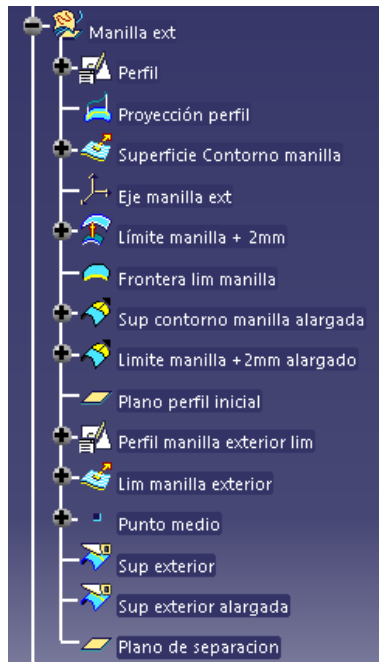 Manilla ext
Perfil
Proyección perfil
Superficie Contorno manilla
Eje manilla ext
Límite manilla + 2mm
Frontera lim manilla
Sup contorno manilla alargada
Limite manilla +2mm alargado
Plano perfil inicial
Perfil manilla exterior lim
Lim manilla exterior
Punto medio
Sup exterior
Sup exterior alargada
Plano de separacion